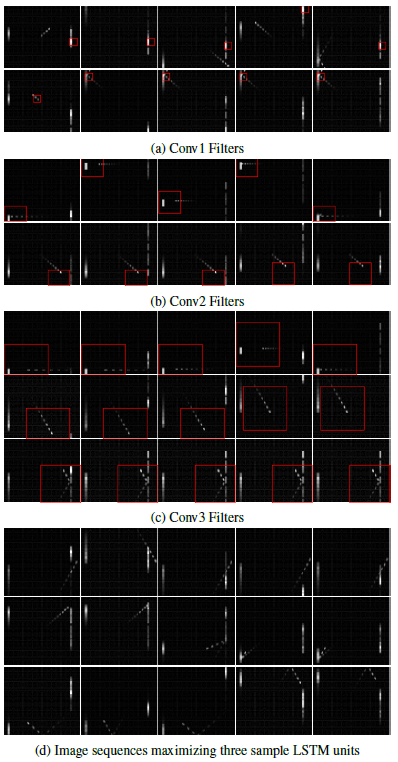 (a) Conv1 Filters
(b) Conv2 Filters
(c) Conv3 Filters
(d) Image sequences maximizing three sample LSTM units